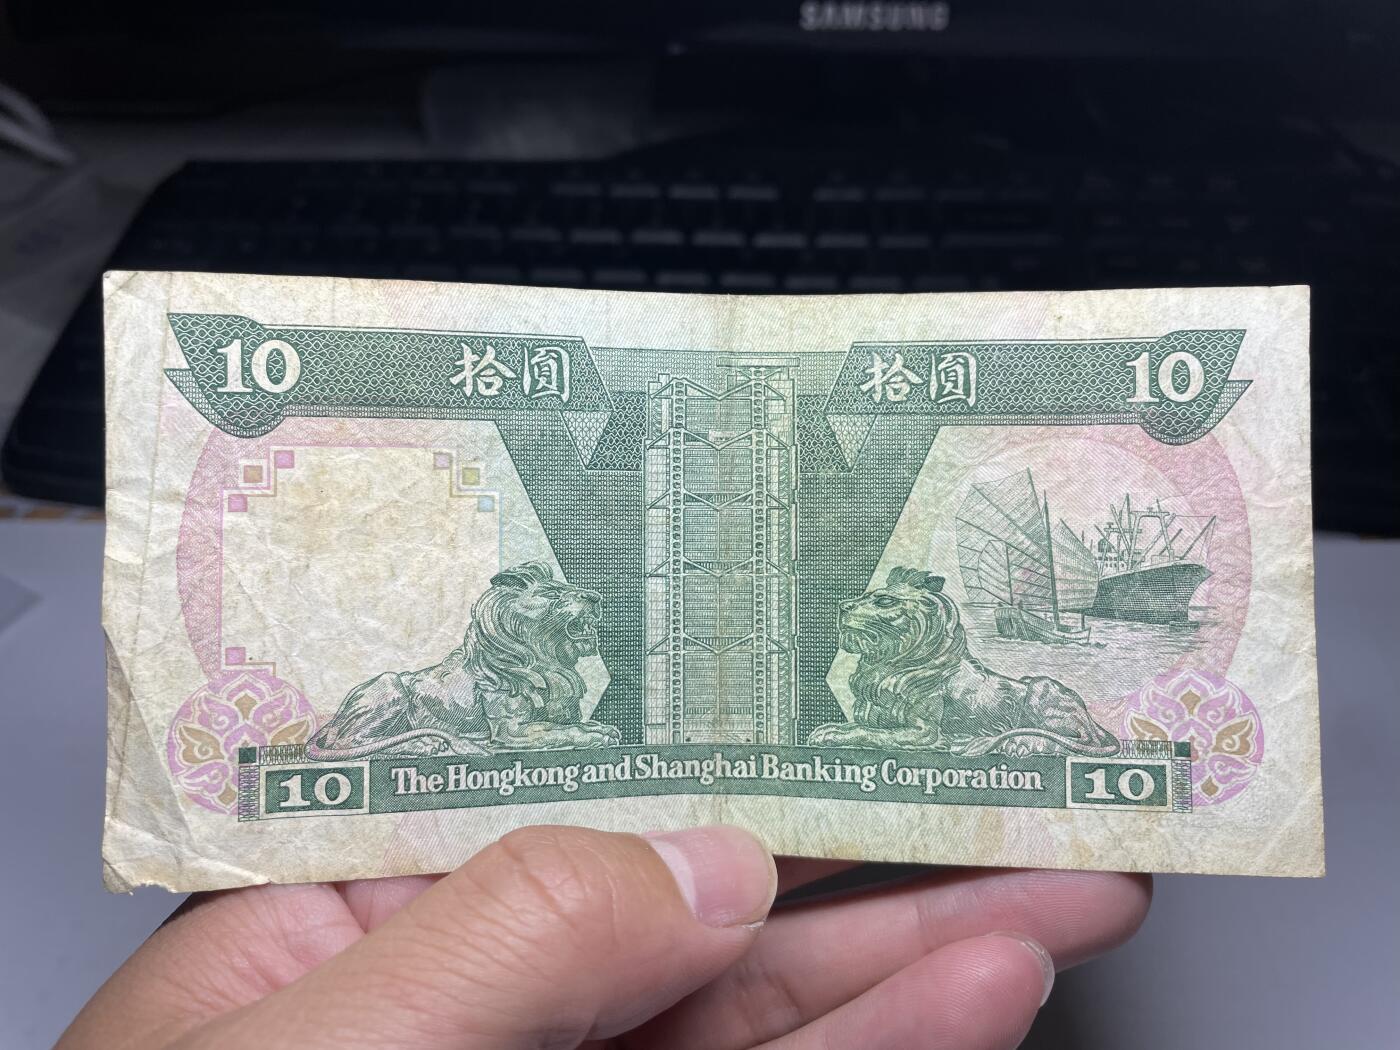 SAMSUNG
10 拾圓 拾圓 10
10 The Hongkong and Shanghai Banking Corporation 10